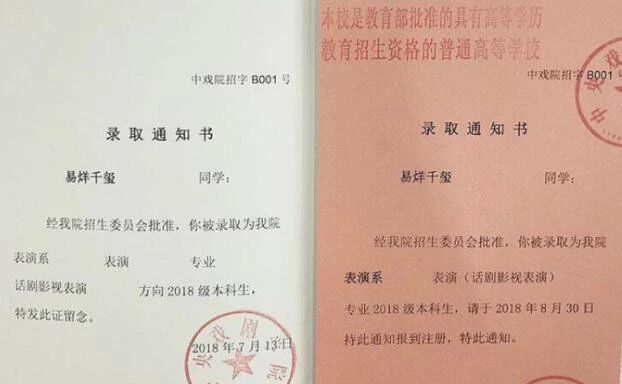 中戏院招字 B001 号
录取通知书
易烊千玺 同学：
经我院招生委员会批准，你被录取为我院
表演系 表演 专业
话剧影视表演 方向 2018 级本科生，
特发此证留念。
2018 年 7 月 13 日
央戏剧
院
本校是教育部批准的具有高等学历
教育招生资格的普通高等学校
中戏院招字 B001 号
中央戏
录取通知书
易烊千玺 同学：
经我院招生委员会批准，你被录取为我院
表演系 表演（话剧影视表演）
专业 2018 级本科生，请于 2018 年 8 月 30 日
持此通知报到注册，特此通知。